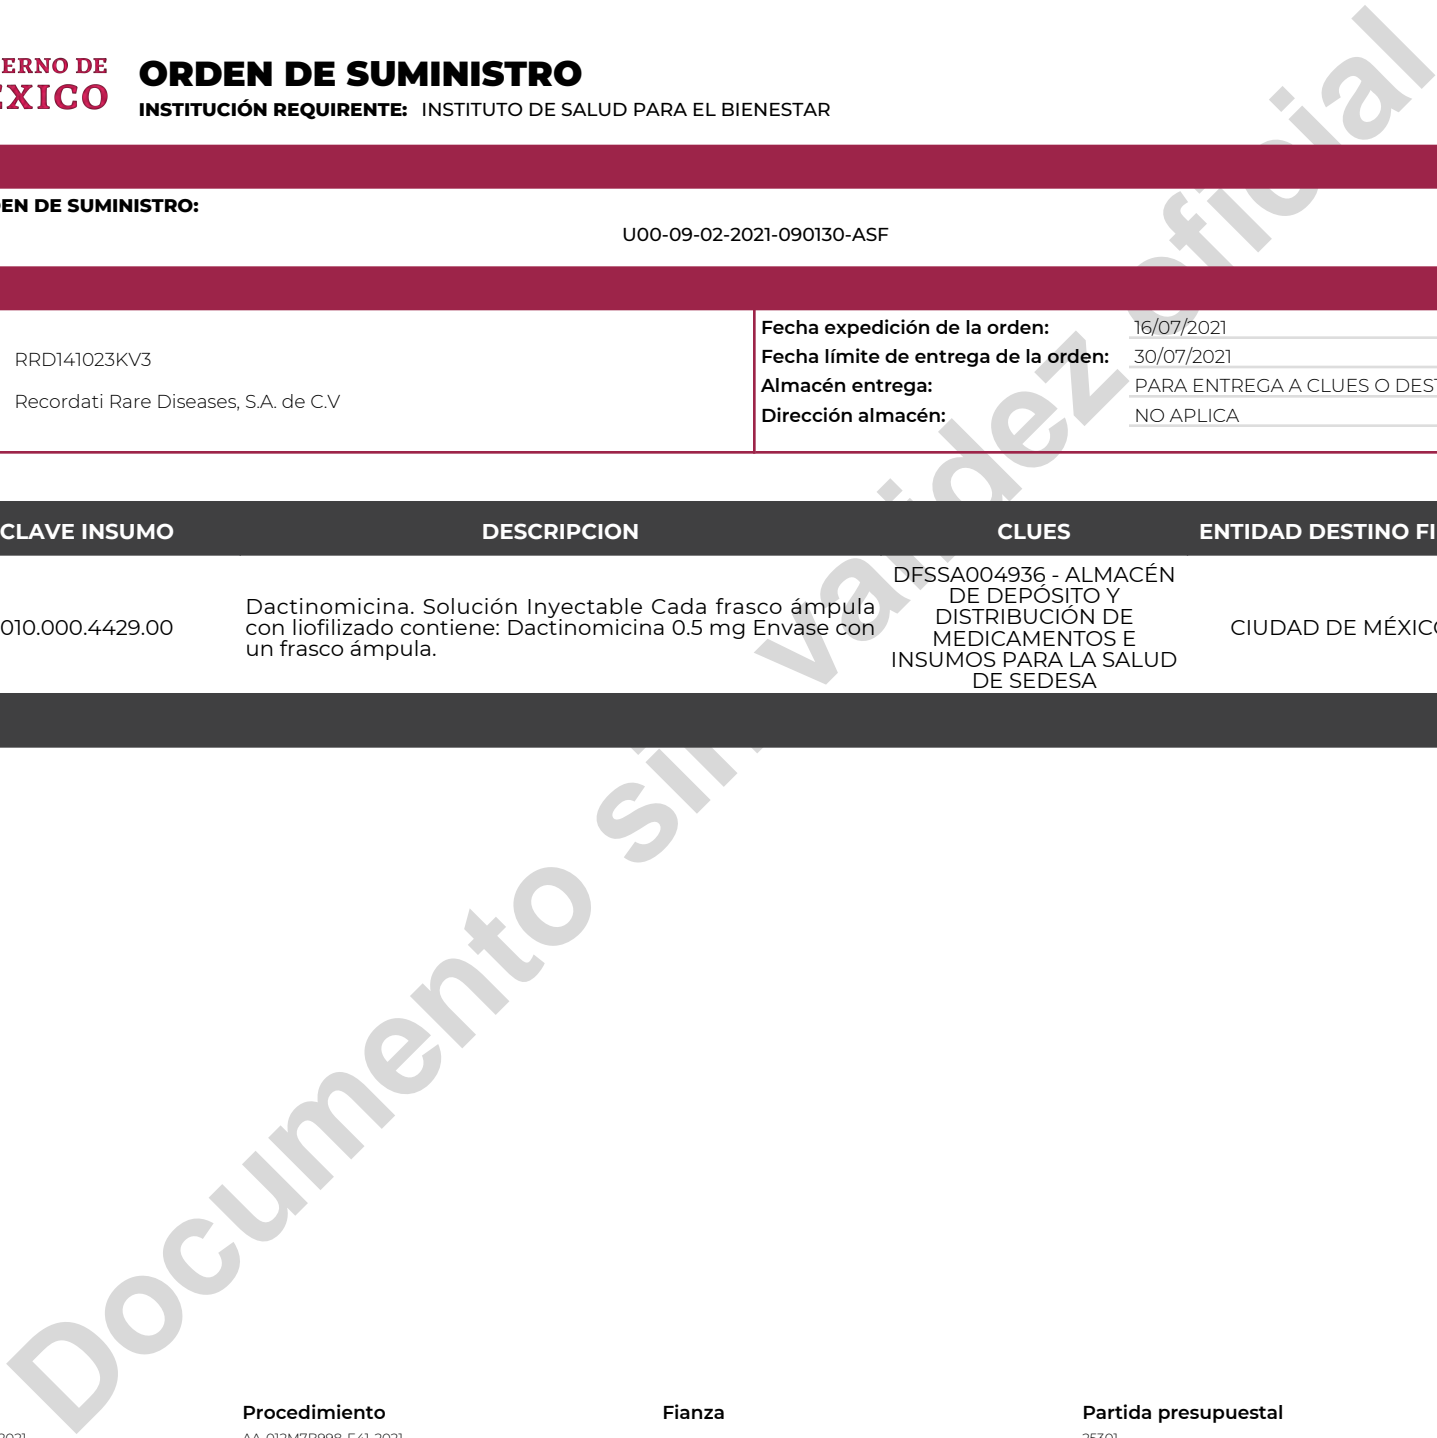 ERNO DE
ORDEN DE SUMINISTRO
INSTITUCIÓN REQUIRENTE: INSTITUTO DE SALUD PARA EL BIENESTAR
DE SUMINISTRO:
U00-09-02-2021-090130-ASF
Fecha expedición de la orden: 16/07/2021
RRD141023KV3
Fecha límite de entrega de la orden: 30/07/2021
Recordati Rare Diseases, S.A. de C.V
Almacén entrega: PARA ENTREGA A CLUES O
Dirección almacén: NO APLICA
CLAVE INSUMO DESCRIPCION CLUES ENTIDAD DESTINO
010.000.4429.00
Dactinomicina. Solución Inyectable Cada frasco ámpula
con liofilizado contiene: Dactinomicina 0.5 mg Envase con
un frasco ámpula.
DFSSA004936 - ALMACÉN
DE DEPÓSITO Y
DISTRIBUCIÓN DE
MEDICAMENTOS E
INSUMOS PARA LA SALUD
DE SEDESA
CIUDAD DE MÉXICO
Documento sin validez oficial
Procedimiento Fianza Partida presupuestal